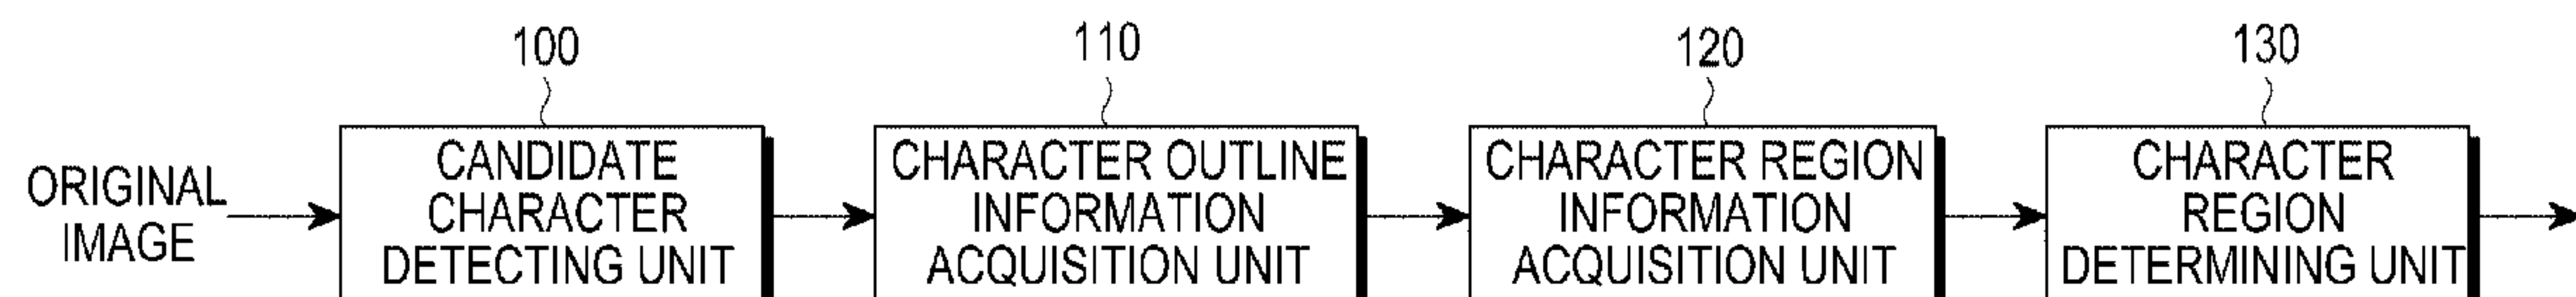 100
110
120
130
ORIGINAL
IMAGE
CANDIDATE
CHARACTER
DETECTING UNIT
CHARACTER OUTLINE
INFORMATION
ACQUISITION UNIT
CHARACTER REGION
INFORMATION
ACQUISITION UNIT
CHARACTER
REGION
DETERMINING UNIT